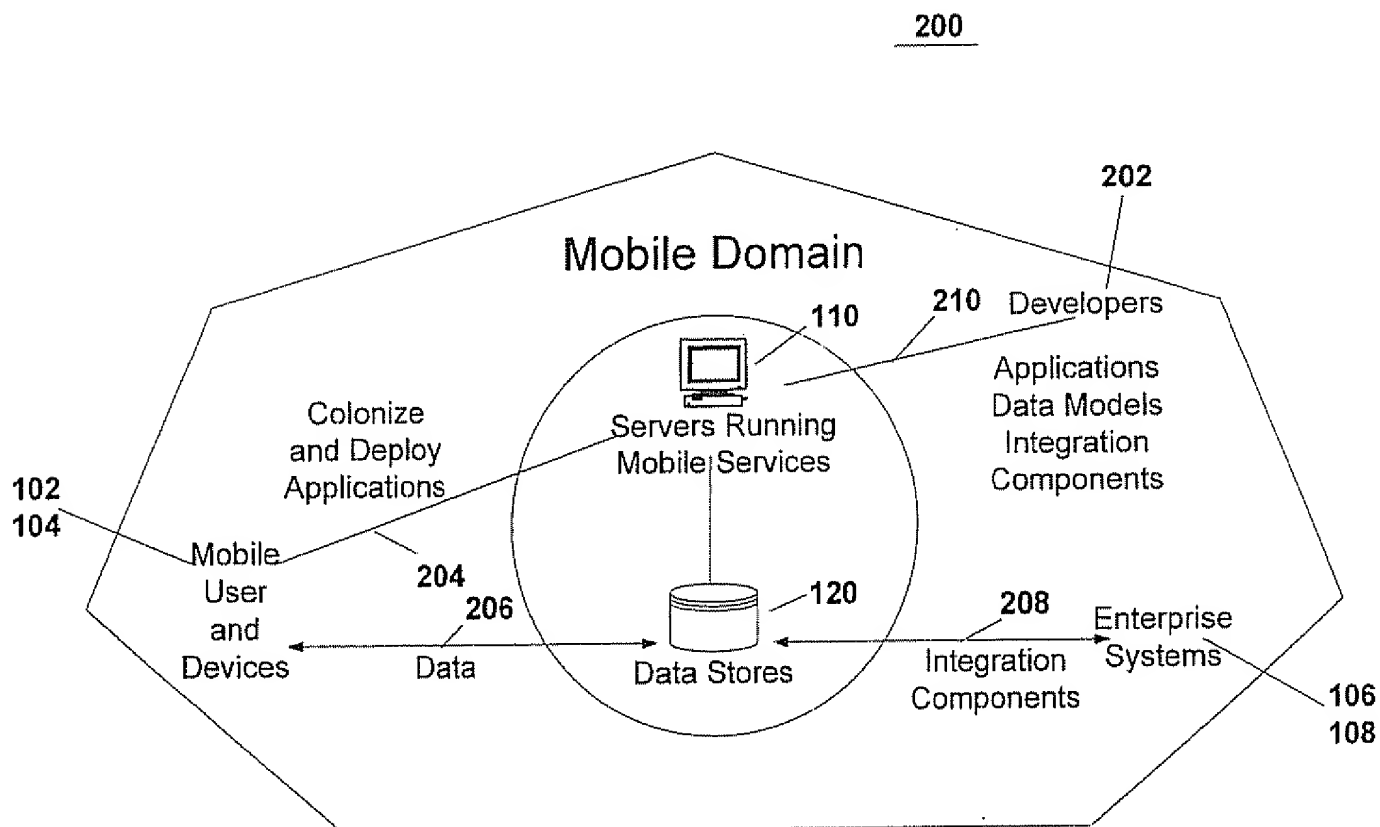 200
202
Mobile Domain
110
210
Developers
Applications
Data Models
Integration
Components
Colonize
and Deploy
Applications
Servers Running
Mobile Services
102
104
Mobile
User
and
Devices
204
206
Data
120
Data Stores
208
Integration
Components
Enterprise
Systems
106
108